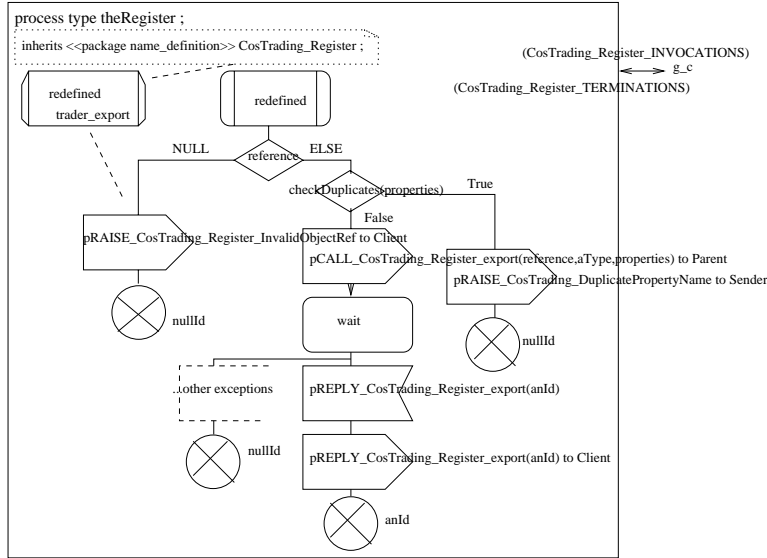 process type theRegister ;
inherits <<package name_definition>> CosTrading_Register ;
(CosTrading_Register_INVOCATIONS)
g_c
(CosTrading_Register_TERMINATIONS)
redefined
trader_export
redefined
NULL
reference
ELSE
checkDuplicates(properties)
True
False
pRAISE_CosTrading_Register_InvalidObjectRef to Client
pCALL_CosTrading_Register_export(reference,aType,properties) to Parent
pRAISE_CosTrading_DuplicatePropertyName to Sender
nullId
wait
nullId
...other exceptions
pREPLY_CosTrading_Register_export(anId)
nullId
pREPLY_CosTrading_Register_export(anId) to Client
anId